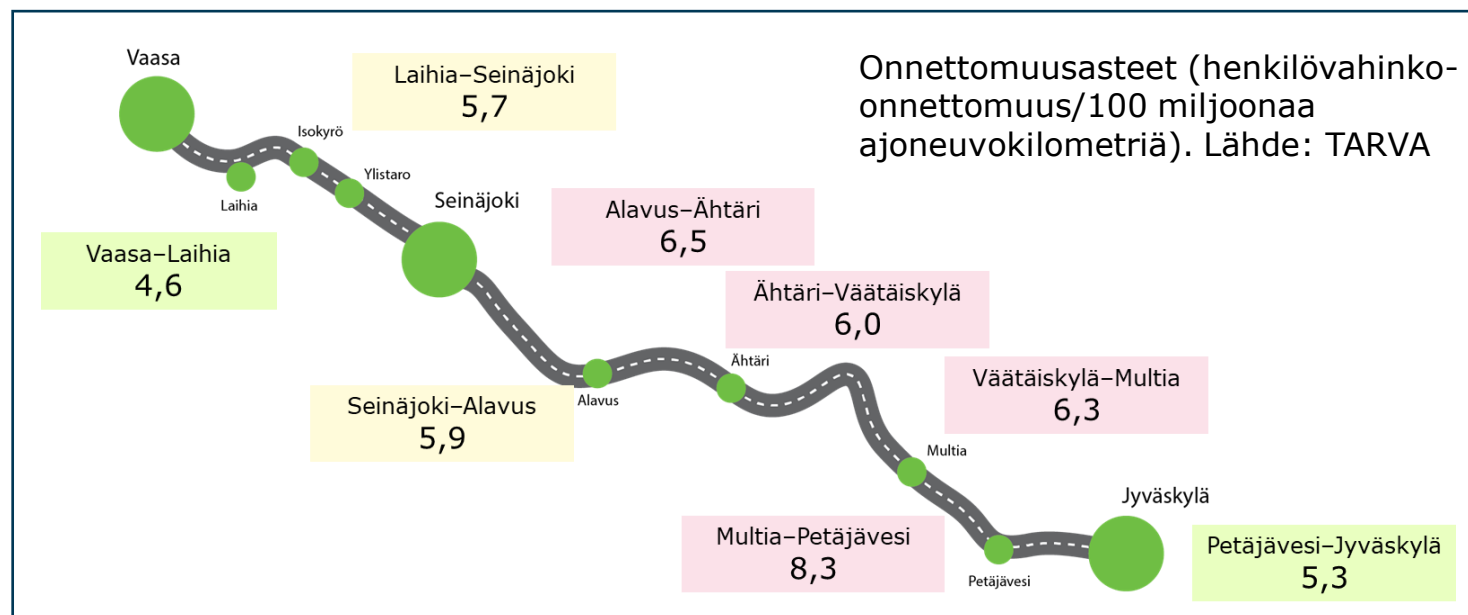 Onnettomuusasteet (henkilövahinko-
onnettomuus/100 miljoonaa
ajoneuvokilometriä). Lähde: TARVA
Vaasa
Laihia–Seinäjoki
5,7
Isokyrö
Ylistaro
Laihia
Seinäjoki
Vaasa–Laihia
4,6
Alavus–Ähtäri
6,5
Ähtäri–Väätäiskylä
6,0
Ähtäri
Väätäiskylä–Multia
6,3
Alavus
Seinäjoki–Alavus
5,9
Multia
Jyväskylä
Multia–Petäjävesi
8,3
Petäjävesi
Petäjävesi–Jyväskylä
5,3